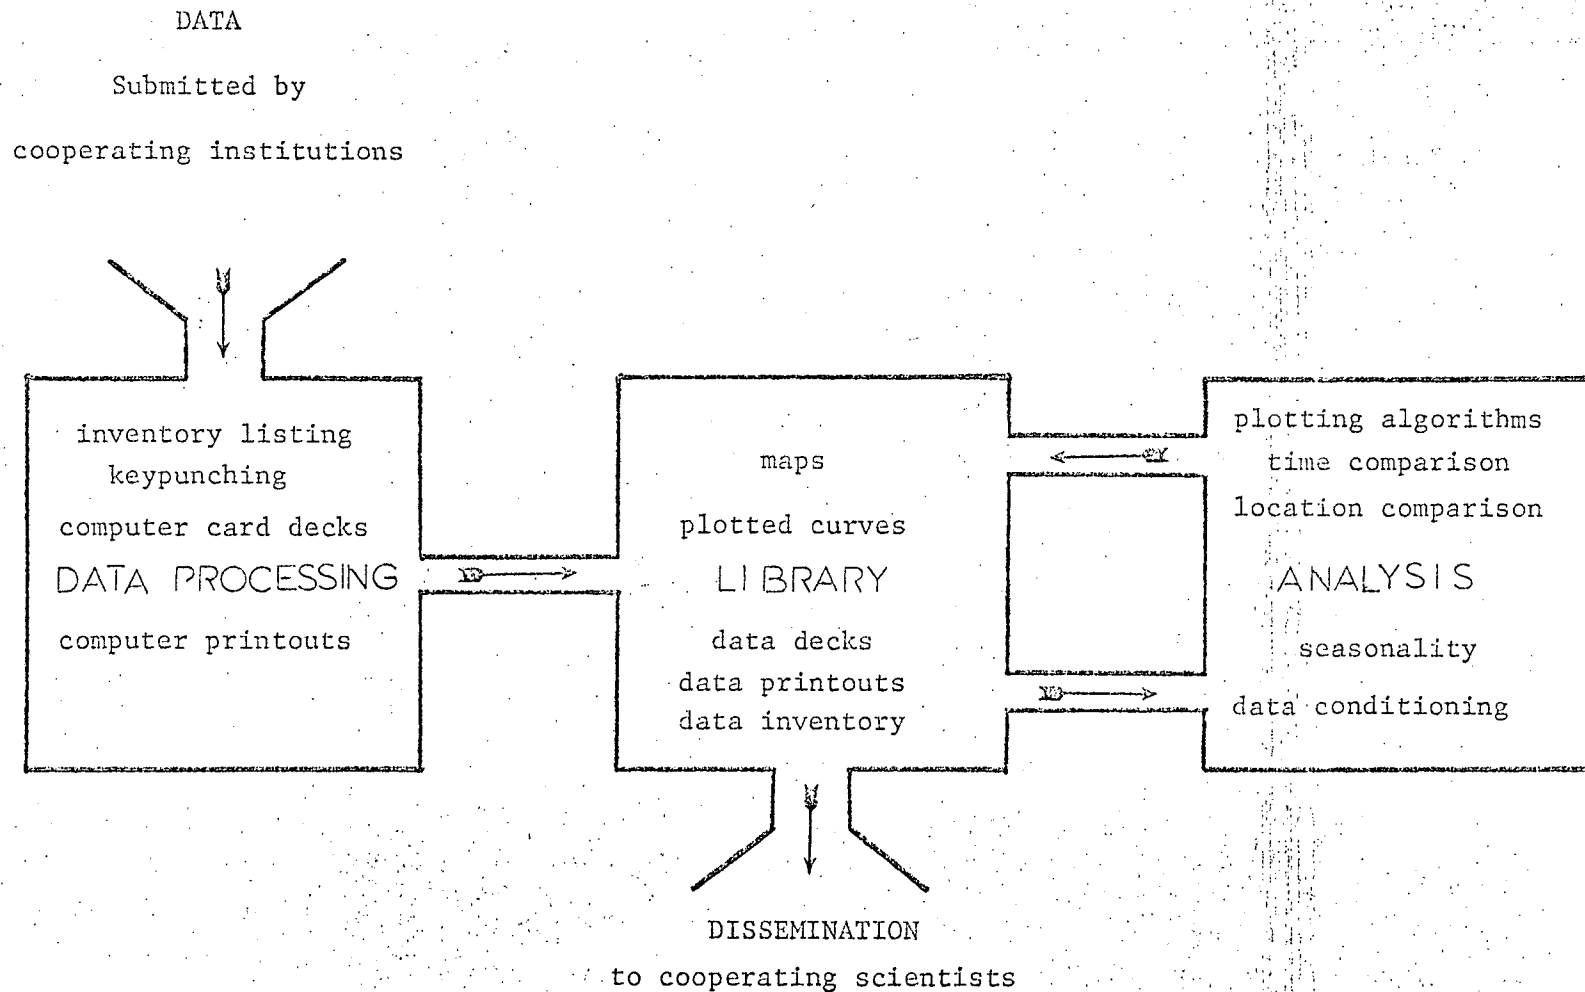 DATA
Submitted by
cooperating institutions
inventory listing
keypunching
computer card decks
DATA PROCESSING
computer printouts
maps
plotted curves
LIBRARY
data decks
data printouts
data inventory
plotting algorithms
time comparison
location comparison
ANALYSIS
seasonality
data conditioning
DISSEMINATION
to cooperating scientists